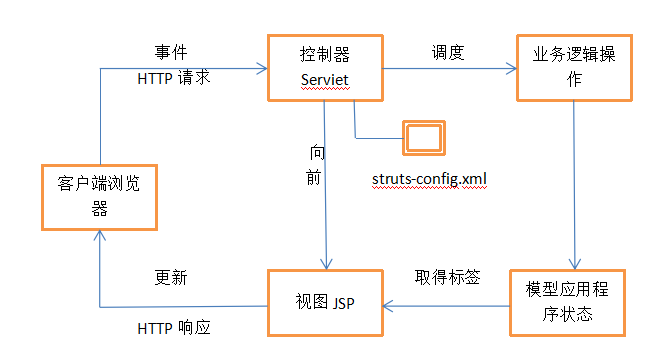 事件
HTTP 请求
控制器
Serviet
调度
业务逻辑操
作
向
前
struts-config.xml
客户端浏览
器
更新
HTTP 响应
视图 JSP
取得标签
模型应用程
序状态